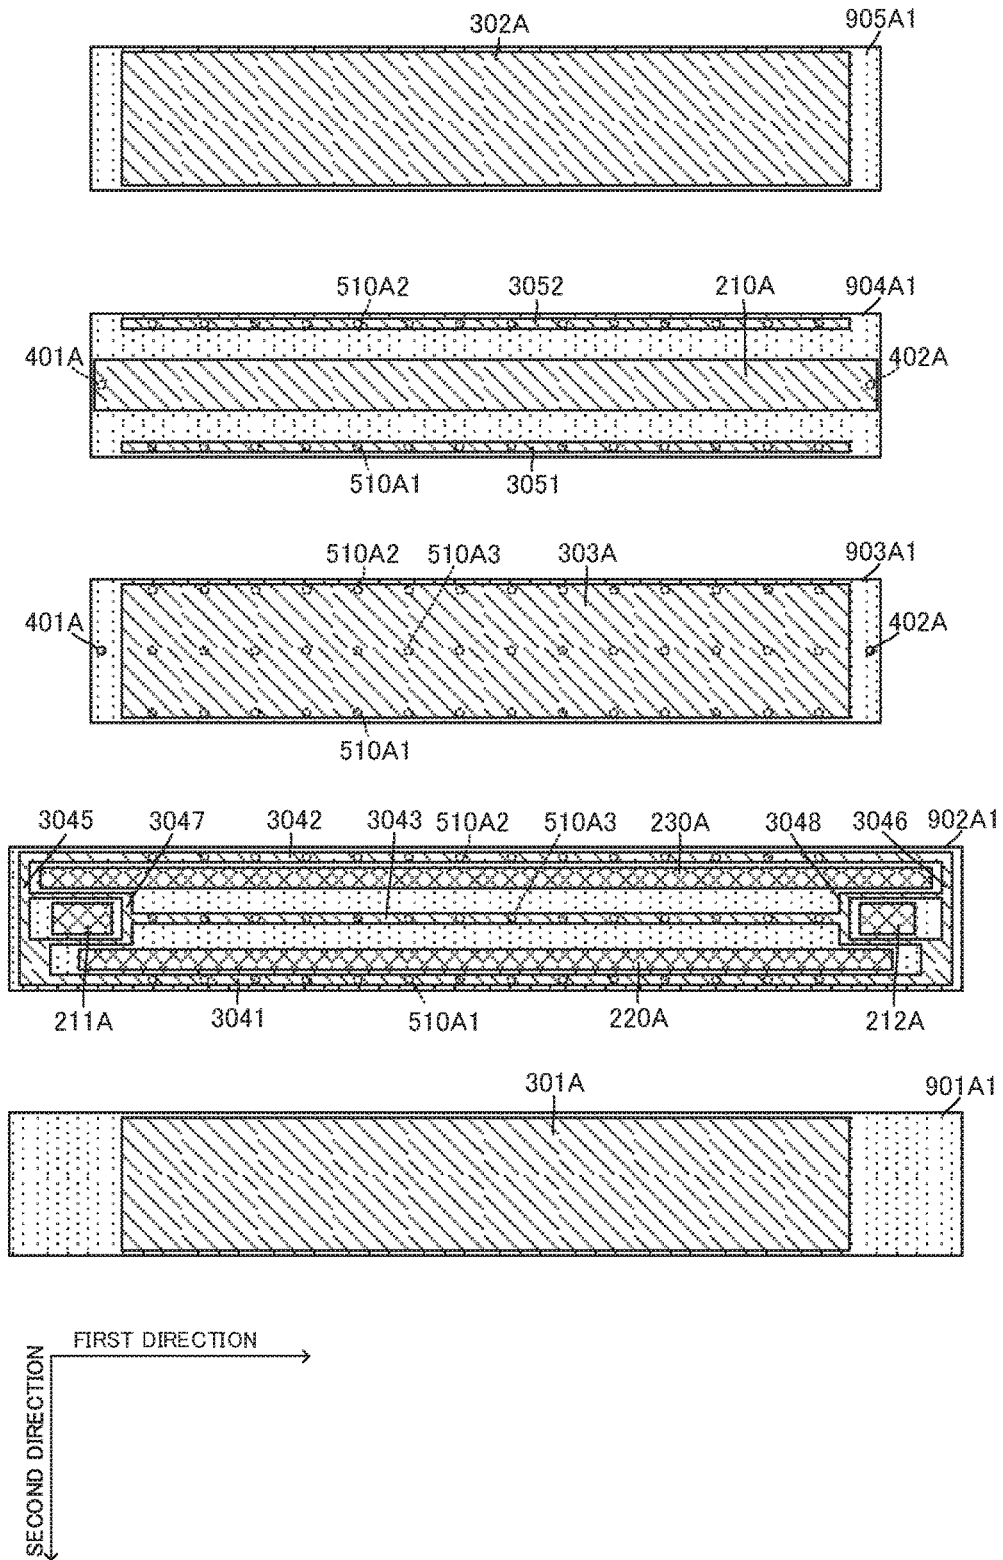 302A 905A1
510A2 3052 210A 904A1
401A 402A
510A1 3051
510A2 510A3 303A 903A1
401A 402A
510A1
3045 3047 3042 3043 510A2 510A3 230A 3048 3046 902A1
211A 3041 510A1 220A 212A
301A 901A1
FIRST DIRECTION
SECOND DIRECTION